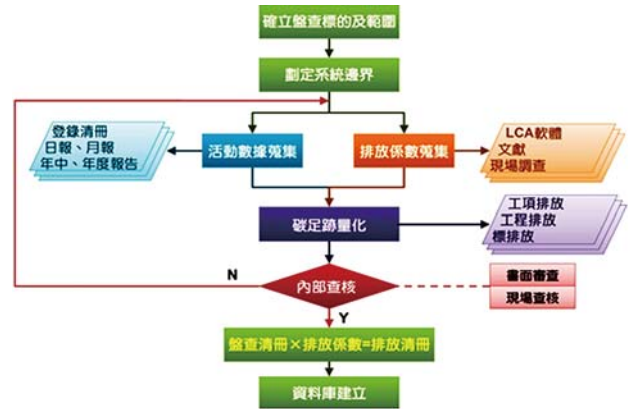 確立盤查標的及範圍
劃定系統邊界
登錄清冊
日報、月報
年中、年度報告
活動數據蒐集
排放係數蒐集
LCA軟體
文獻
現場調查
碳足跡量化
工項排放
工程排放
標排放
N
內部查核
書面審查
現場查核
Y
盤查清冊×排放係數=排放清冊
資料庫建立